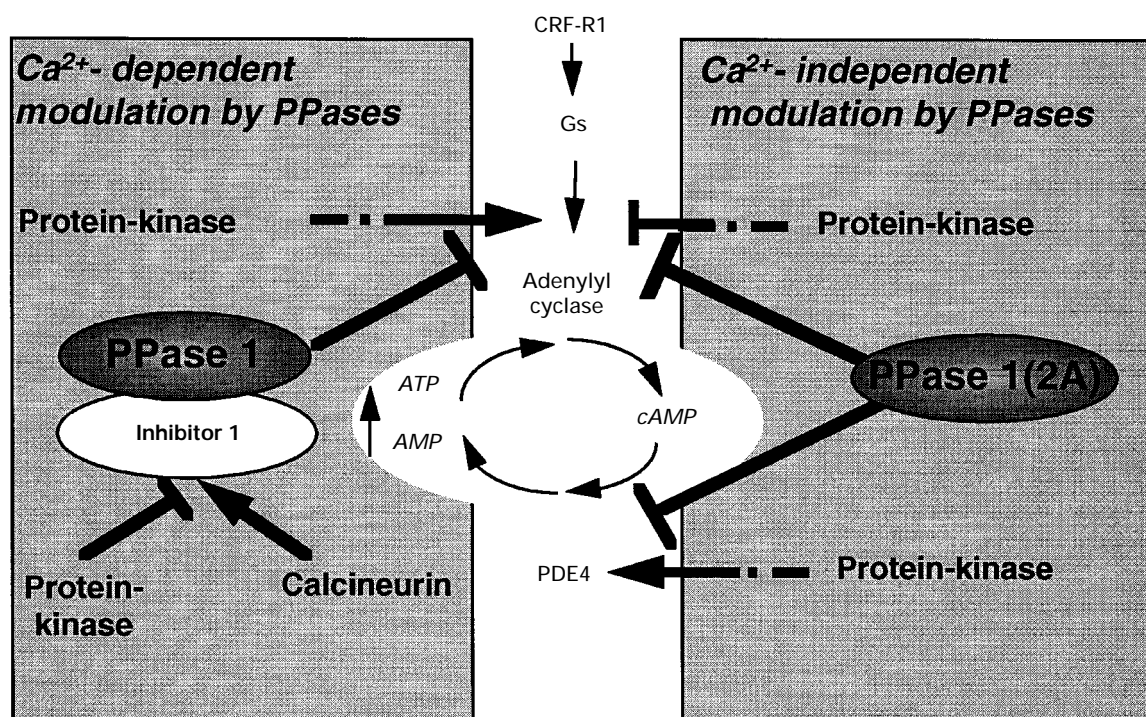 CRF-R1
Ca²⁺- dependent
modulation by PPases
Ca²⁺- independent
modulation by PPases
Gs
Protein-kinase
Protein-kinase
Adenylyl
cyclase
PPase 1
PPase 1(2A)
ATP
cAMP
Inhibitor 1
AMP
PDE4
Protein-kinase
Protein-
kinase
Calcineurin